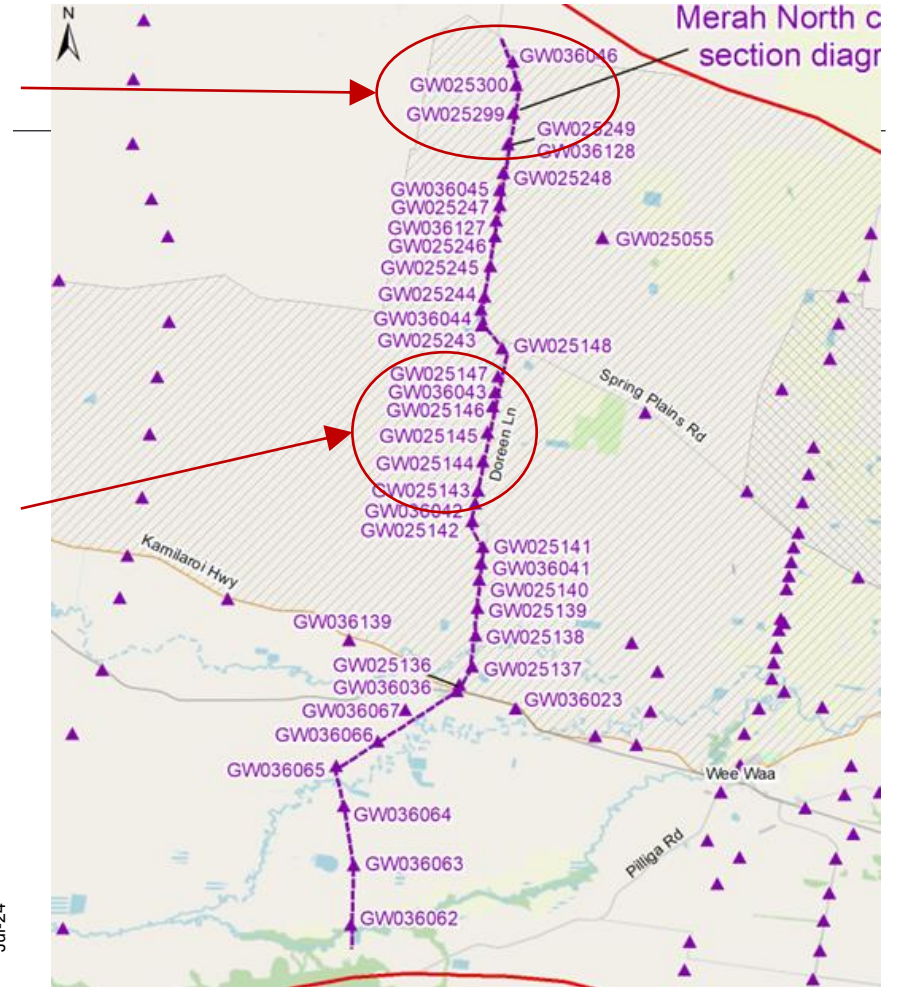 N
Merah North c
section diagr
GW036046
GW025300
GW025299
GW025249
GW036128
GW025248
GW036045
GW025247
GW036127
GW025246
GW025055
GW025245
GW025244
GW036044
GW025243
GW025148
GW025147
GW036043
GW025146
GW025145
GW025144
GW025143
GW036042
GW025142
Spring Plains Rd
Doreen Ln
GW025141
GW036041
GW025140
GW025139
GW025138
GW025137
Kamilaroi Hwy
GW036139
GW025136
GW036036
GW036023
GW036067
GW036066
GW036065
GW036064
GW036063
GW036062
Wee Waa
Pilliga Rd